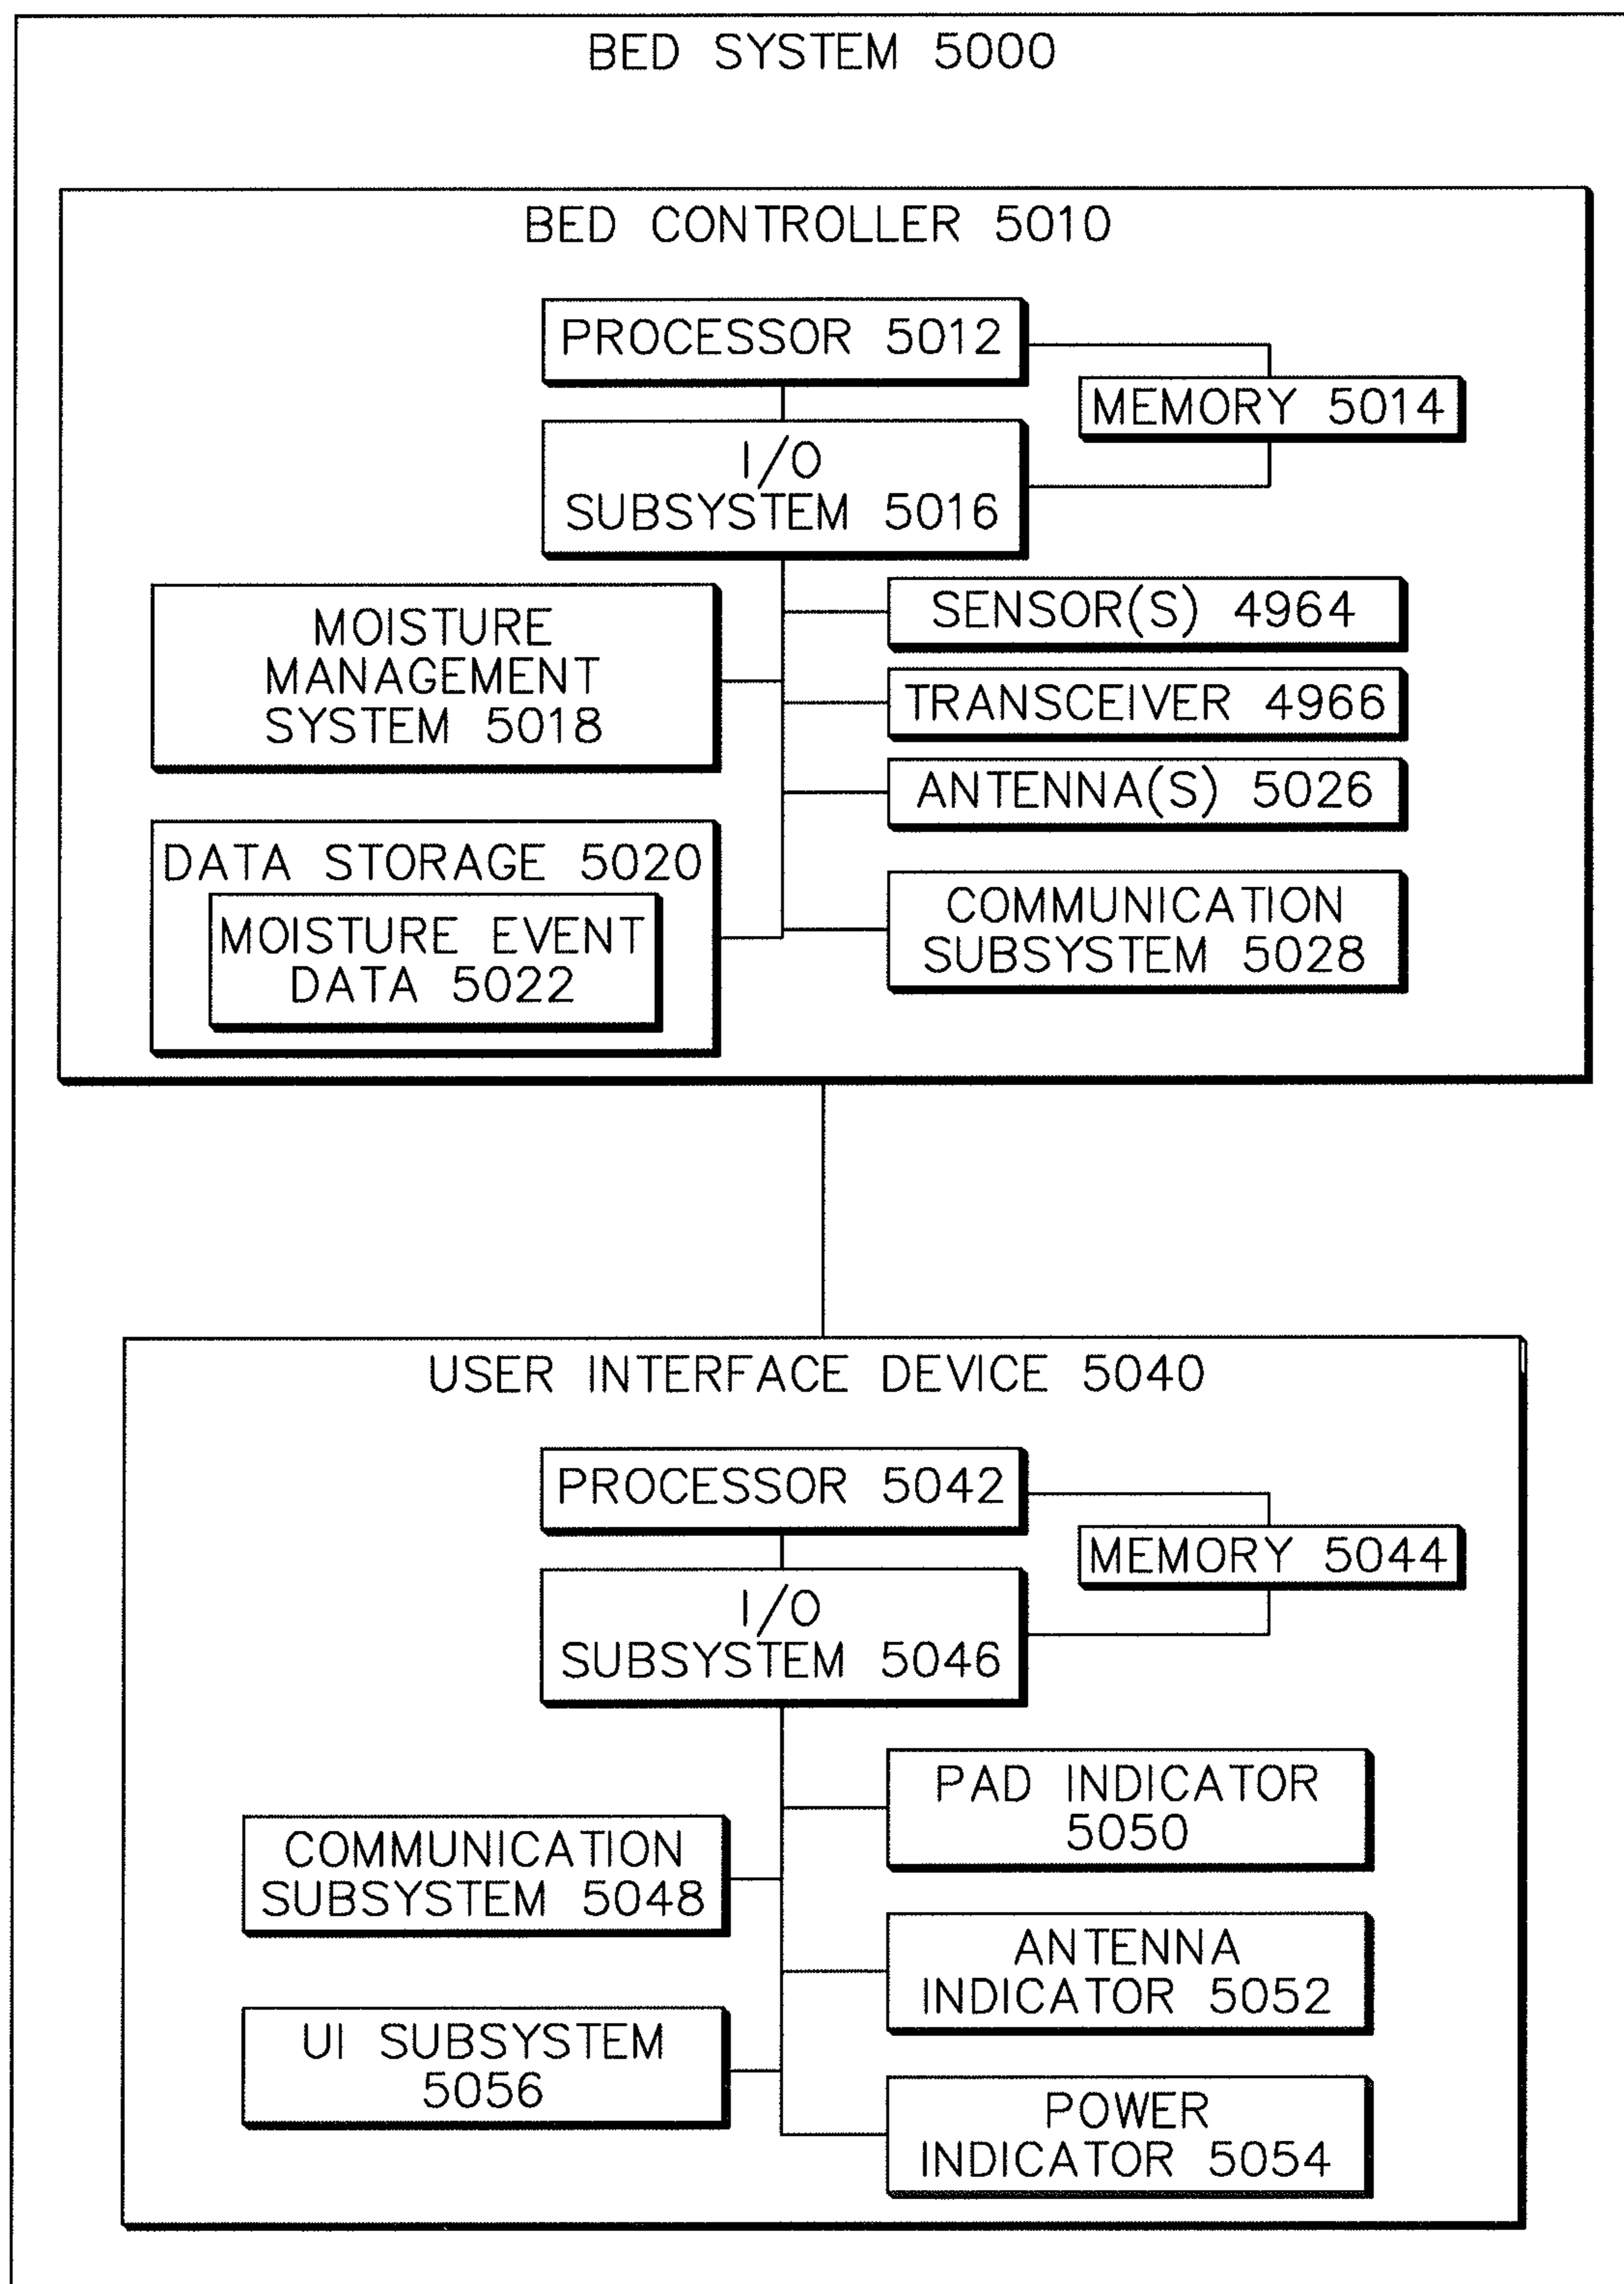 BED SYSTEM 5000
BED CONTROLLER 5010
PROCESSOR 5012
MEMORY 5014
I/O
SUBSYSTEM 5016
MOISTURE
MANAGEMENT
SYSTEM 5018
SENSOR(S) 4964
TRANSCEIVER 4966
ANTENNA(S) 5026
DATA STORAGE 5020
MOISTURE EVENT
DATA 5022
COMMUNICATION
SUBSYSTEM 5028
USER INTERFACE DEVICE 5040
PROCESSOR 5042
MEMORY 5044
I/O
SUBSYSTEM 5046
PAD INDICATOR
5050
COMMUNICATION
SUBSYSTEM 5048
ANTENNA
INDICATOR 5052
UI SUBSYSTEM
5056
POWER
INDICATOR 5054